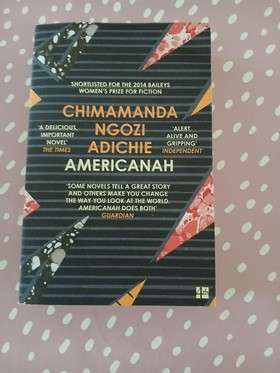 SHORTLISTED FOR THE 2014 BAILEYS
WOMEN'S PRIZE FOR FICTION
CHIMAMANDA
NGOZI
ADICHIE
AMERICANAH
'A DELICIOUS,
IMPORTANT
NOVEL'
THE TIMES
'ALERT,
ALIVE AND
GRIPPING'
INDEPENDENT
'SOME NOVELS TELL A GREAT STORY
AND OTHERS MAKE YOU CHANGE
THE WAY YOU LOOK AT THE WORLD.
AMERICANAH DOES BOTH'
GUARDIAN